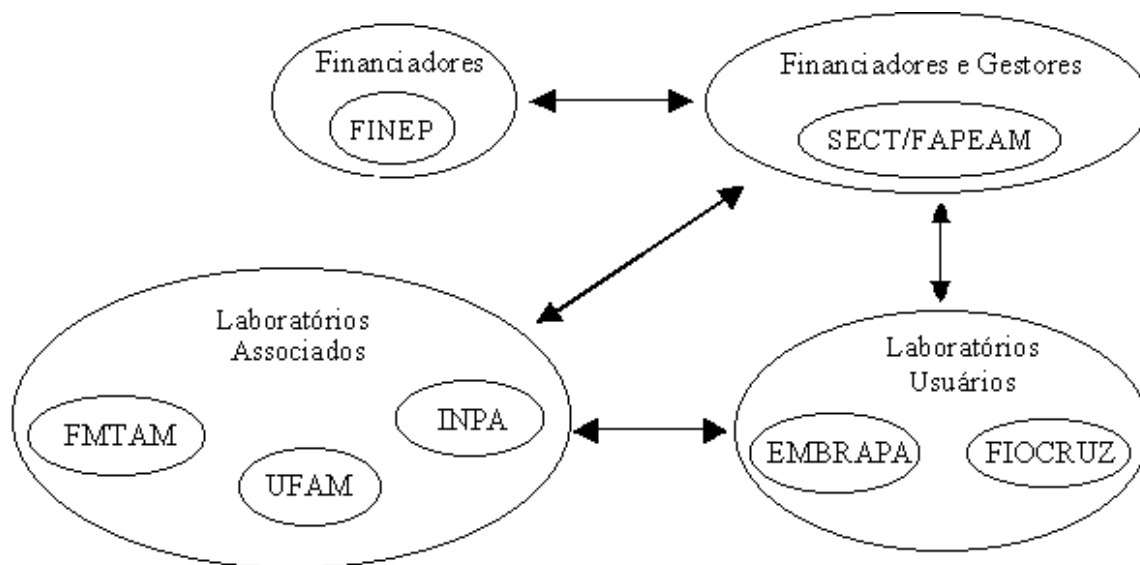 Financiadores
FINEP
Financiadores e Gestores
SECT/FAPEAM
Laboratórios
Associados
FMTAM
UFAM
INPA
Laboratórios
Usuários
EMBRAPA
FIOCRUZ